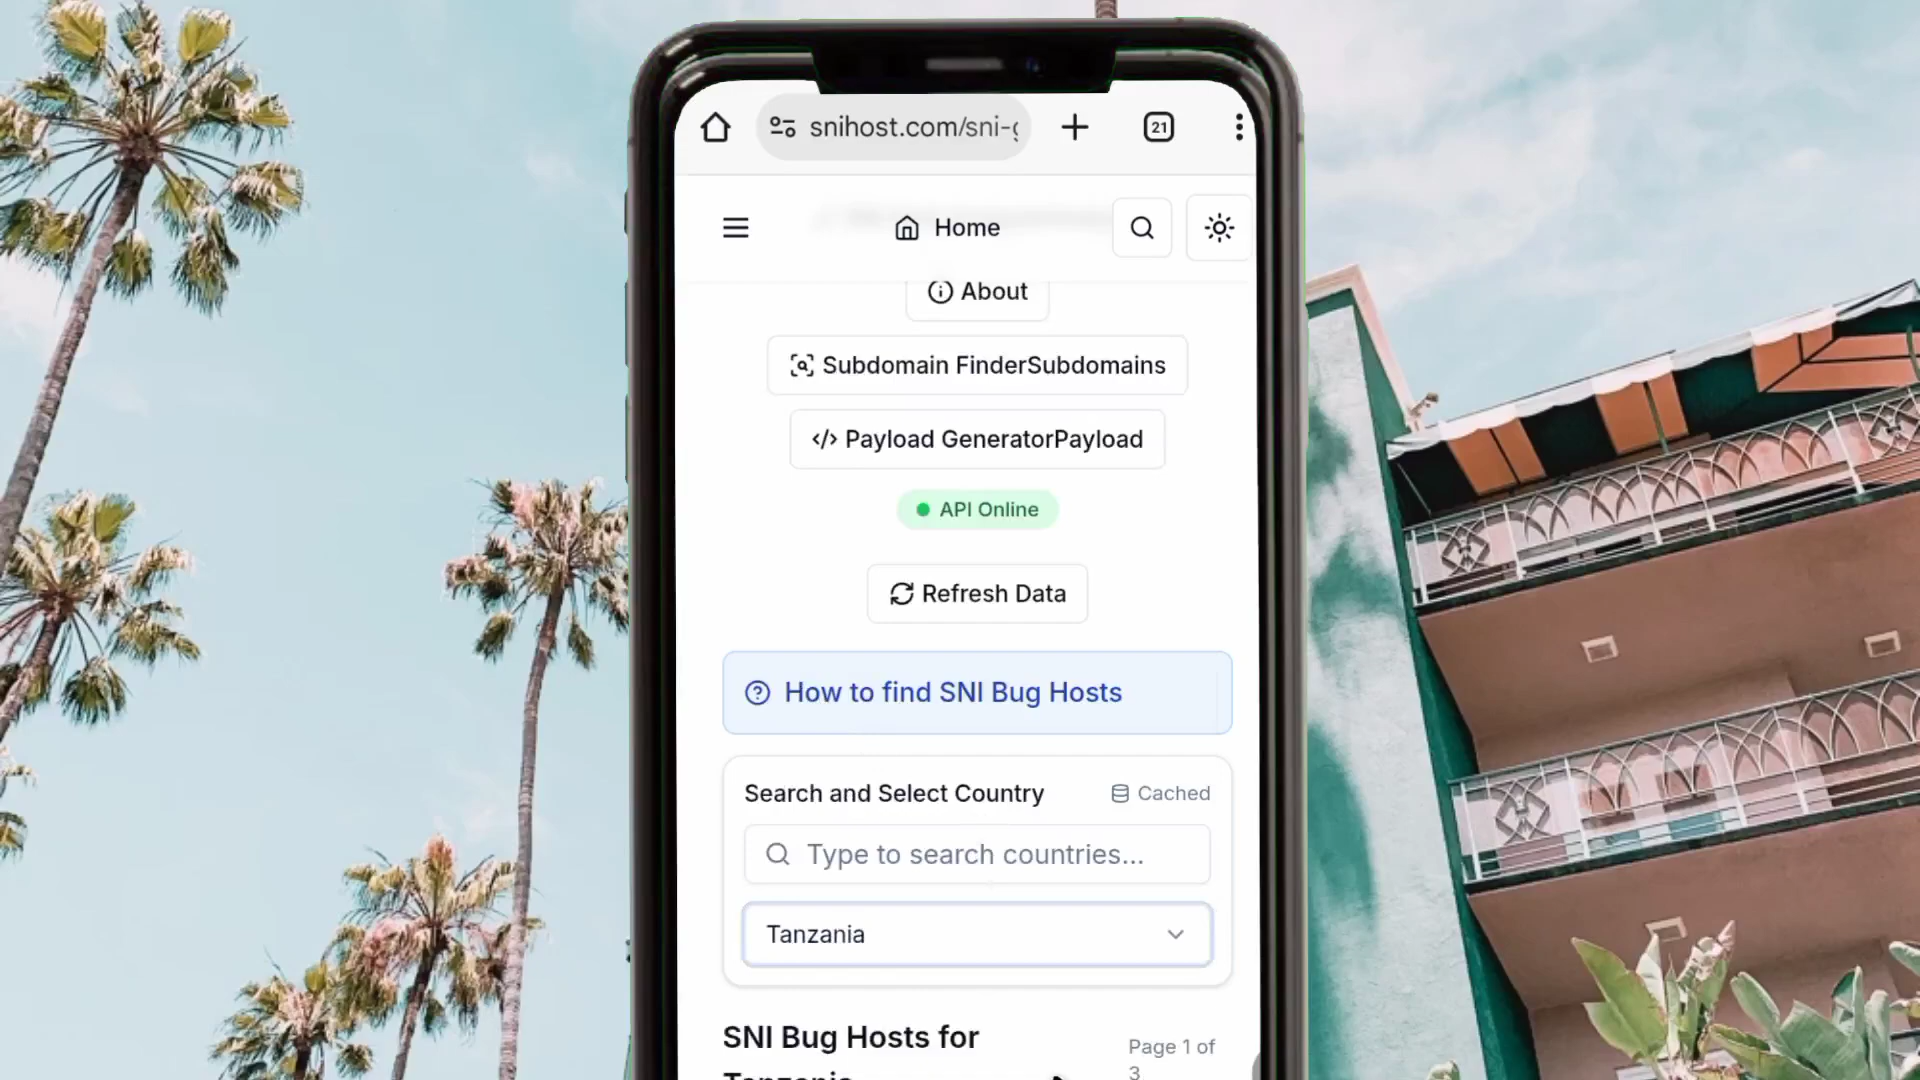 snihost.com/sni-
21
Home
About
Subdomain FinderSubdomains
Payload GeneratorPayload
API Online
Refresh Data
How to find SNI Bug Hosts
Search and Select Country
Cached
Type to search countries...
Tanzania
SNI Bug Hosts for
Page 1 of
3
Tanzania